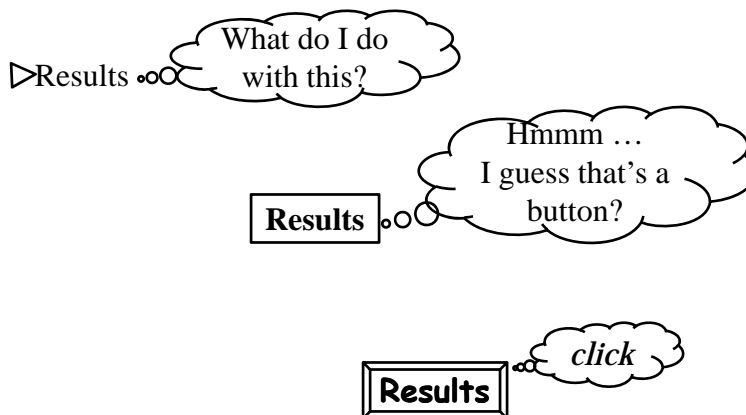 What do I do
with this?
Results
Hmmm …
I guess that's a
button?
Results
click
Results